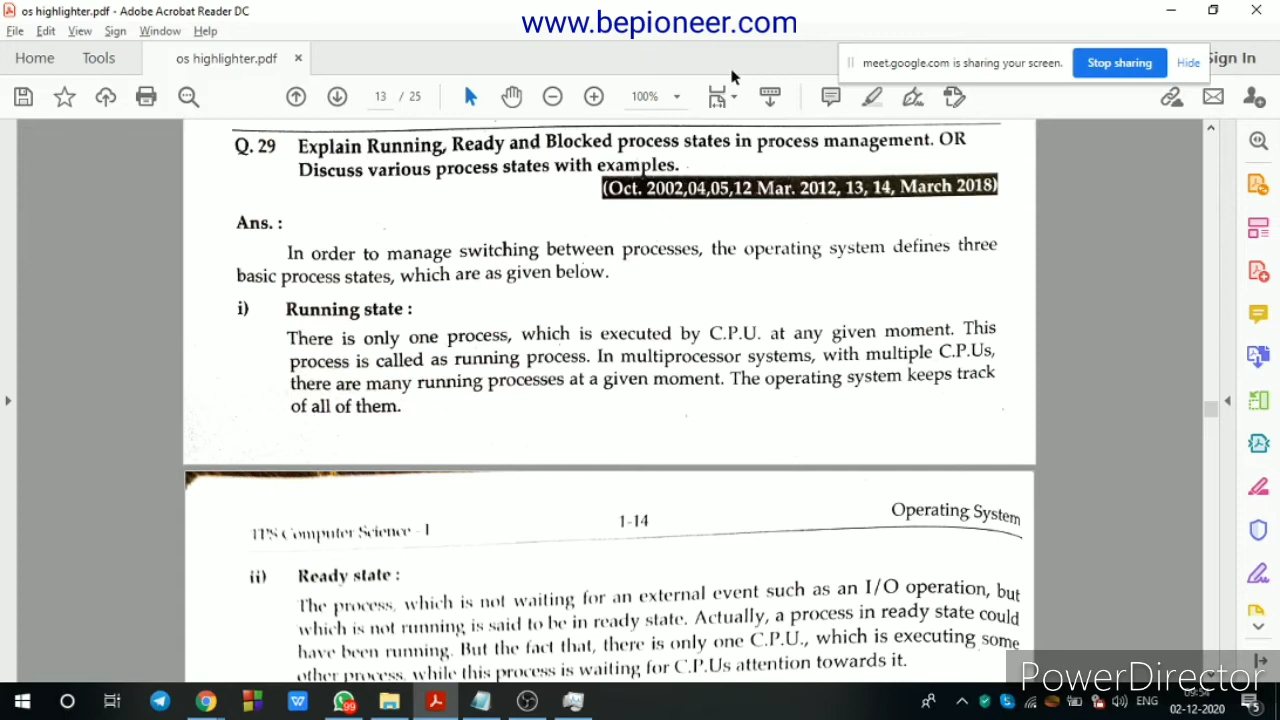 os highlighter.pdf - Adobe Acrobat Reader DC
www.bepioneer.com
File Edit View Sign Window Help
Home Tools os highlighter.pdf ×
meet.google.com is sharing your screen. Stop sharing Hide
Sign In
13 / 25 100%
Q. 29 Explain Running, Ready and Blocked process states in process management. OR
Discuss various process states with examples.
(Oct. 2002,04,05,12 Mar. 2012, 13, 14, March 2018)
Ans. :
In order to manage switching between processes, the operating system defines three
basic process states, which are as given below.
i) Running state :
There is only one process, which is executed by C.P.U. at any given moment. This
process is called as running process. In multiprocessor systems, with multiple C.P.Us,
there are many running processes at a given moment. The operating system keeps track
of all of them.
Computer Science - I 1-14 Operating System
ii) Ready state :
The process, which is not waiting for an external event such as an I/O operation, but
which is not running is said to be in ready state. Actually, a process in ready state could
have been running. But the fact that, there is only one C.P.U., which is executing some
other process, while this process is waiting for C.P.Us attention towards it.
PowerDirector
99
ENG
09:54
02-12-2020
5